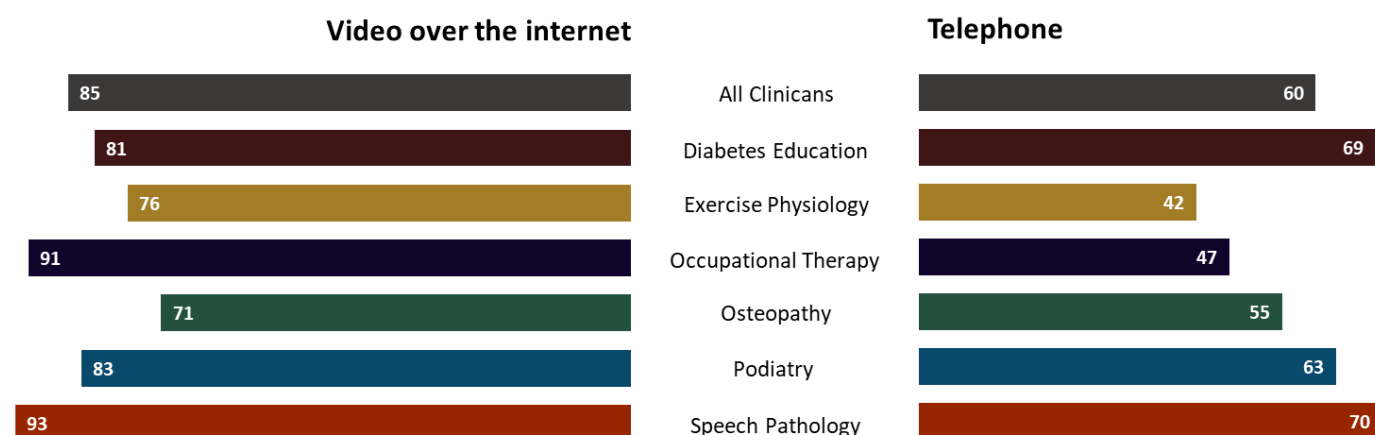 Video over the internet Telephone
85 All Clinicans 60
81 Diabetes Education 69
76 Exercise Physiology 42
91 Occupational Therapy 47
71 Osteopathy 55
83 Podiatry 63
93 Speech Pathology 70